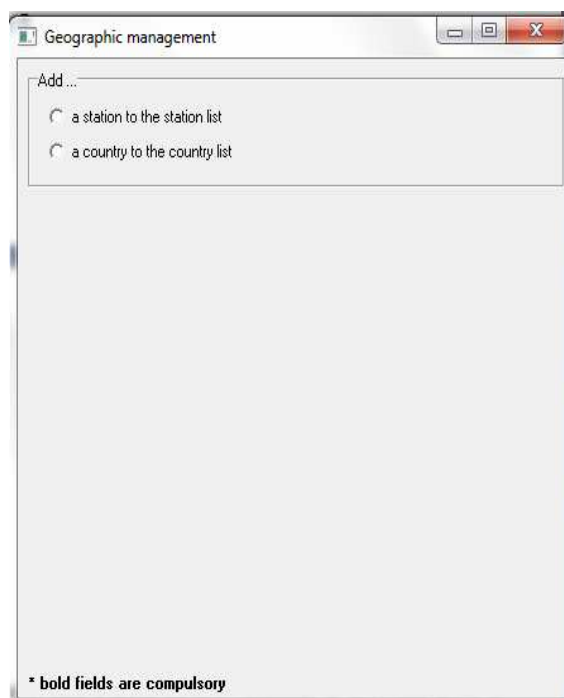 Geographic management
Add ...
a station to the station list
a country to the country list
* bold fields are compulsory